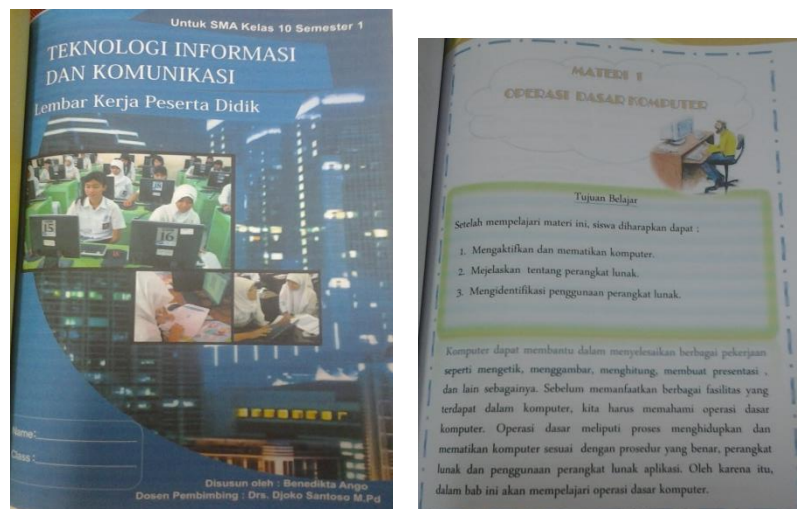 Untuk SMA Kelas 10 Semester 1
TEKNOLOGI INFORMASI
DAN KOMUNIKASI
Lembar Kerja Peserta Didik
15
16
Name:
Class :
Disusun oleh : Benedikta Ango
Dosen Pembimbing : Drs. Djoko Santoso M.Pd
MATERI 1
OPERASI DASAR KOMPUTER
Tujuan Belajar
Setelah mempelajari materi ini, siswa diharapkan dapat :
1. Mengaktifkan dan mematikan komputer.
2. Mejelaskan tentang perangkat lunak.
3. Mengidentifikasi penggunaan perangkat lunak.
Komputer dapat membantu dalam menyelesaikan berbagai pekerjaan
seperti mengetik, menggambar, menghitung, membuat presentasi ,
dan lain sebagainya. Sebelum memanfaatkan berbagai fasilitas yang
terdapat dalam komputer, kita harus memahami operasi dasar
komputer. Operasi dasar meliputi proses menghidupkan dan
mematikan komputer sesuai dengan prosedur yang benar, perangkat
lunak dan penggunaan perangkat lunak aplikasi. Oleh karena itu,
dalam bab ini akan mempelajari operasi dasar komputer.